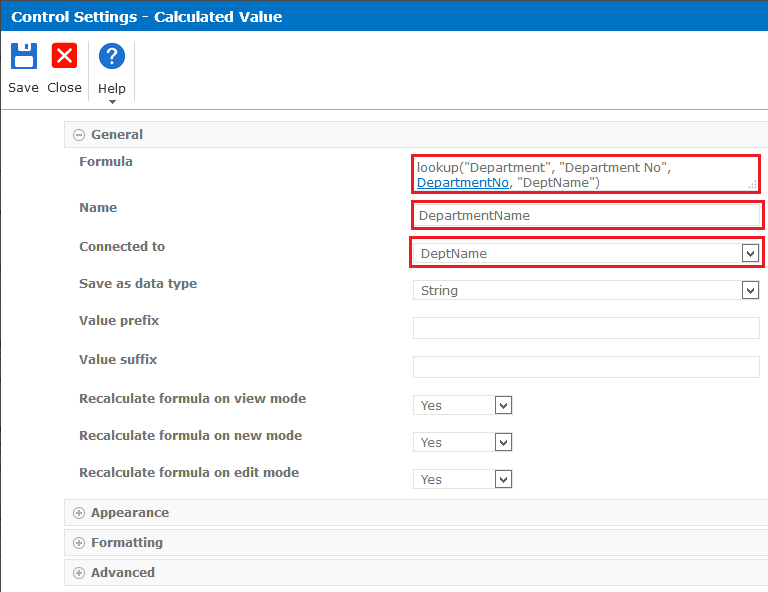 Control Settings - Calculated Value
Save Close Help
General
Formula
lookup("Department", "Department No",
DepartmentNo, "DeptName")
Name
DepartmentName
Connected to
DeptName
Save as data type
String
Value prefix
Value suffix
Recalculate formula on view mode
Yes
Recalculate formula on new mode
Yes
Recalculate formula on edit mode
Yes
Appearance
Formatting
Advanced